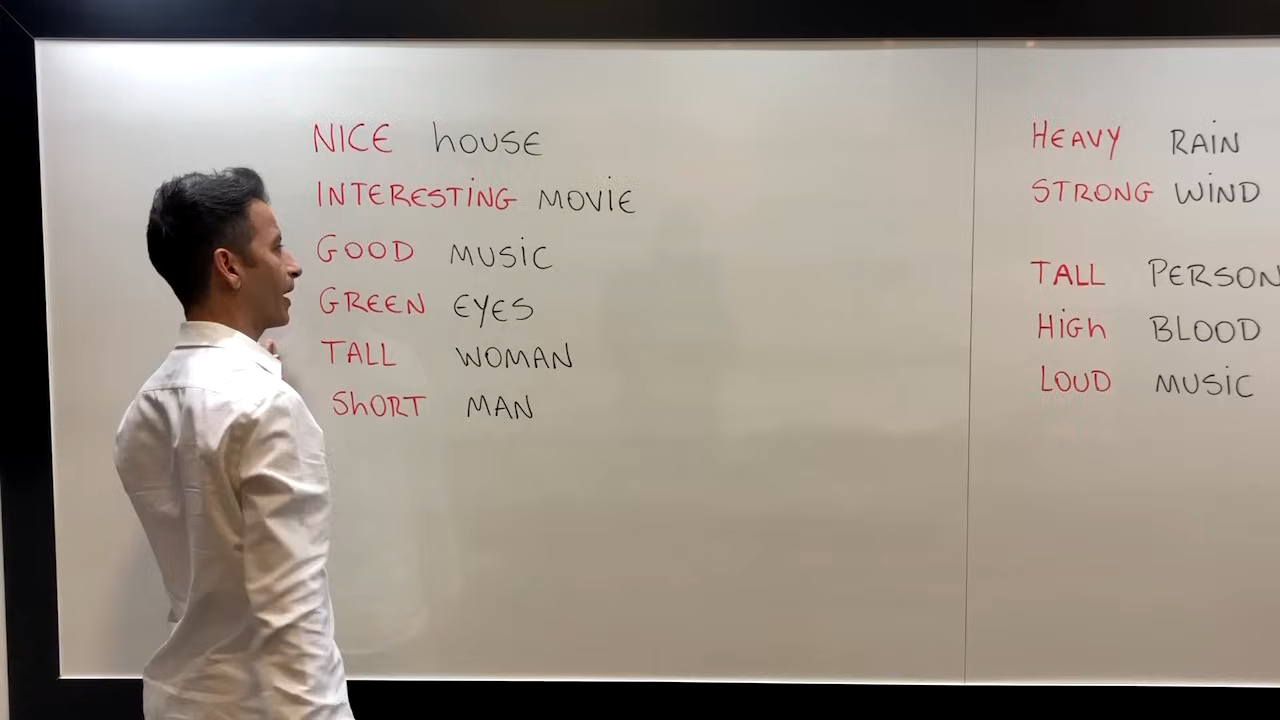 NICE hOUSE
INTERESTING MOVIE
GOOD MUSIC
GREEN EYES
TALL WOMAN
ShORT MAN
HEAVY RAIN
STRONG WIND
TALL PERSON
HIGh BLOOD
LOUD MUSIC